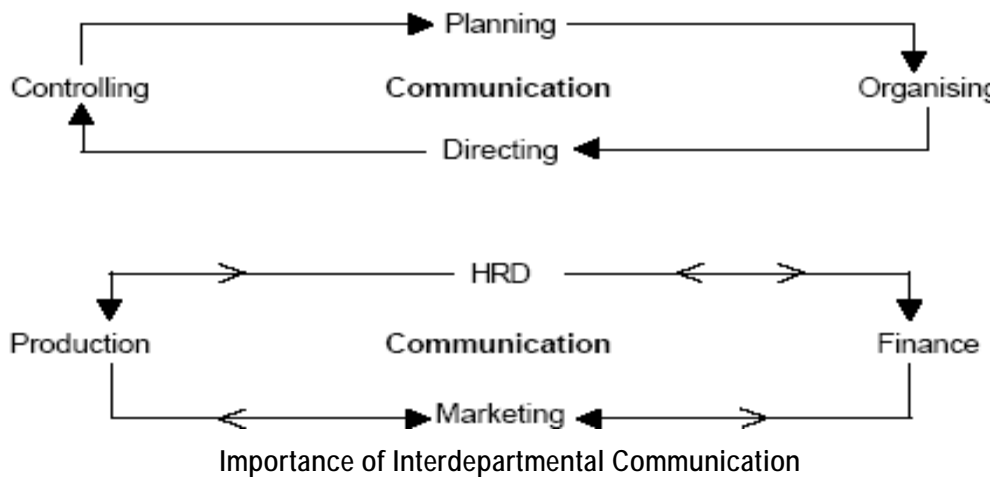 Planning
Controlling Communication Organising
Directing
HRD
Production Communication Finance
Marketing
Importance of Interdepartmental Communication